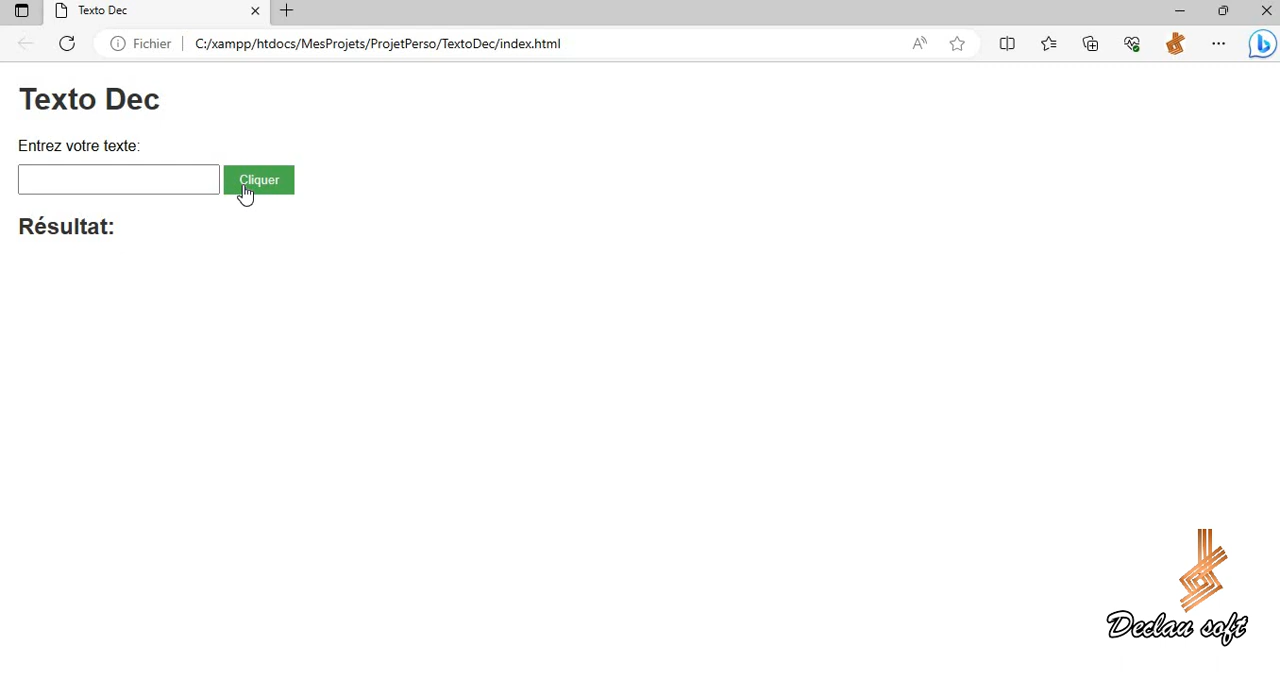 Texto Dec
Fichier C:/xampp/htdocs/MesProjets/ProjetPerso/TextoDec/index.html
Texto Dec
Entrez votre texte:
Cliquer
Résultat:
Declau soft